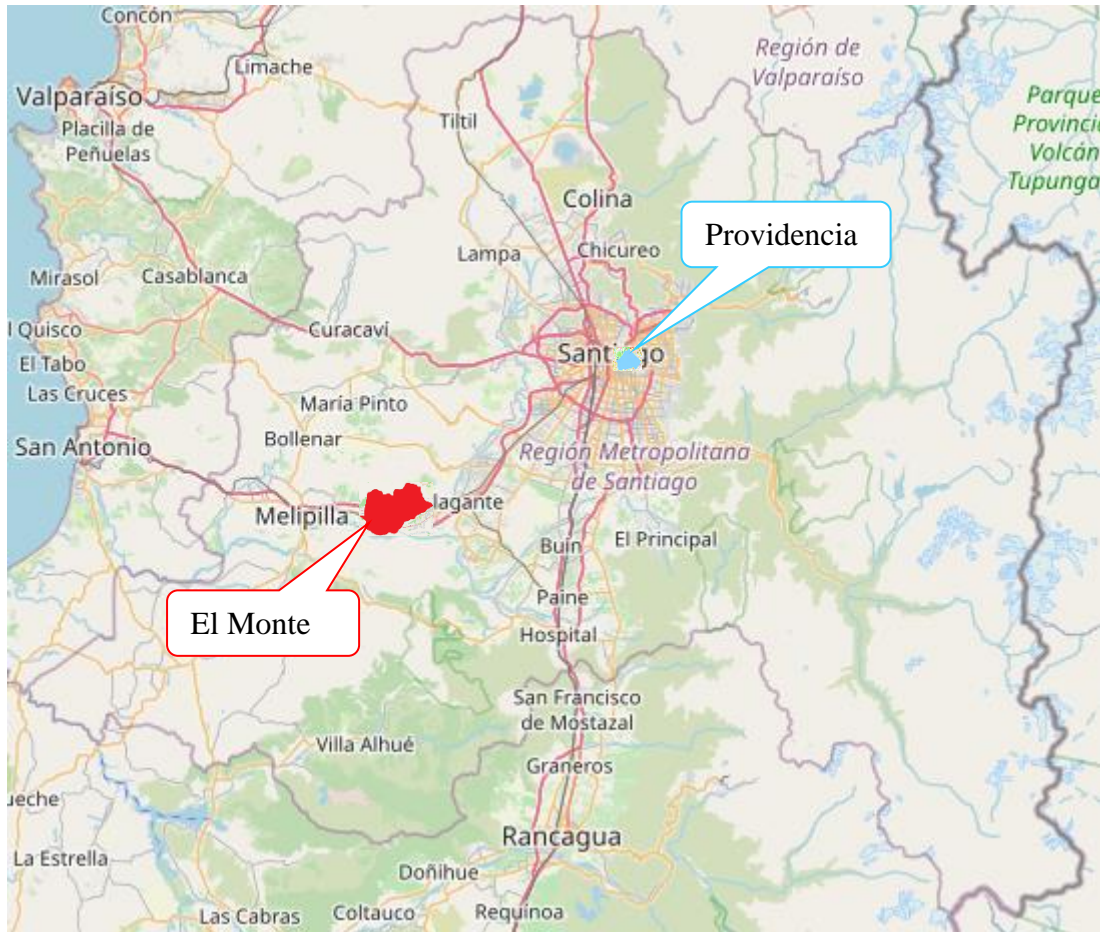 Concón
Limache
Región de
Valparaíso
Valparaíso
Placilla de
Peñuelas
Tiltil
Parque
Provincia
Volcán
Tupunga
Colina
Providencia
Lampa
Chicureo
Mirasol
Casablanca
l Quisco
Curacaví
El Tabo
Santi go
Las Cruces
María Pinto
San Antonio
Bollenar
Región Metropolitana
de Santiago
Melipilla
lagante
Buin
El Principal
El Monte
Paine
Hospital
San Francisco
de Mostazal
Villa Alhué
Graneros
ueche
Rancagua
La Estrella
Doñihue
Las Cabras
Coltauco
Requínoa